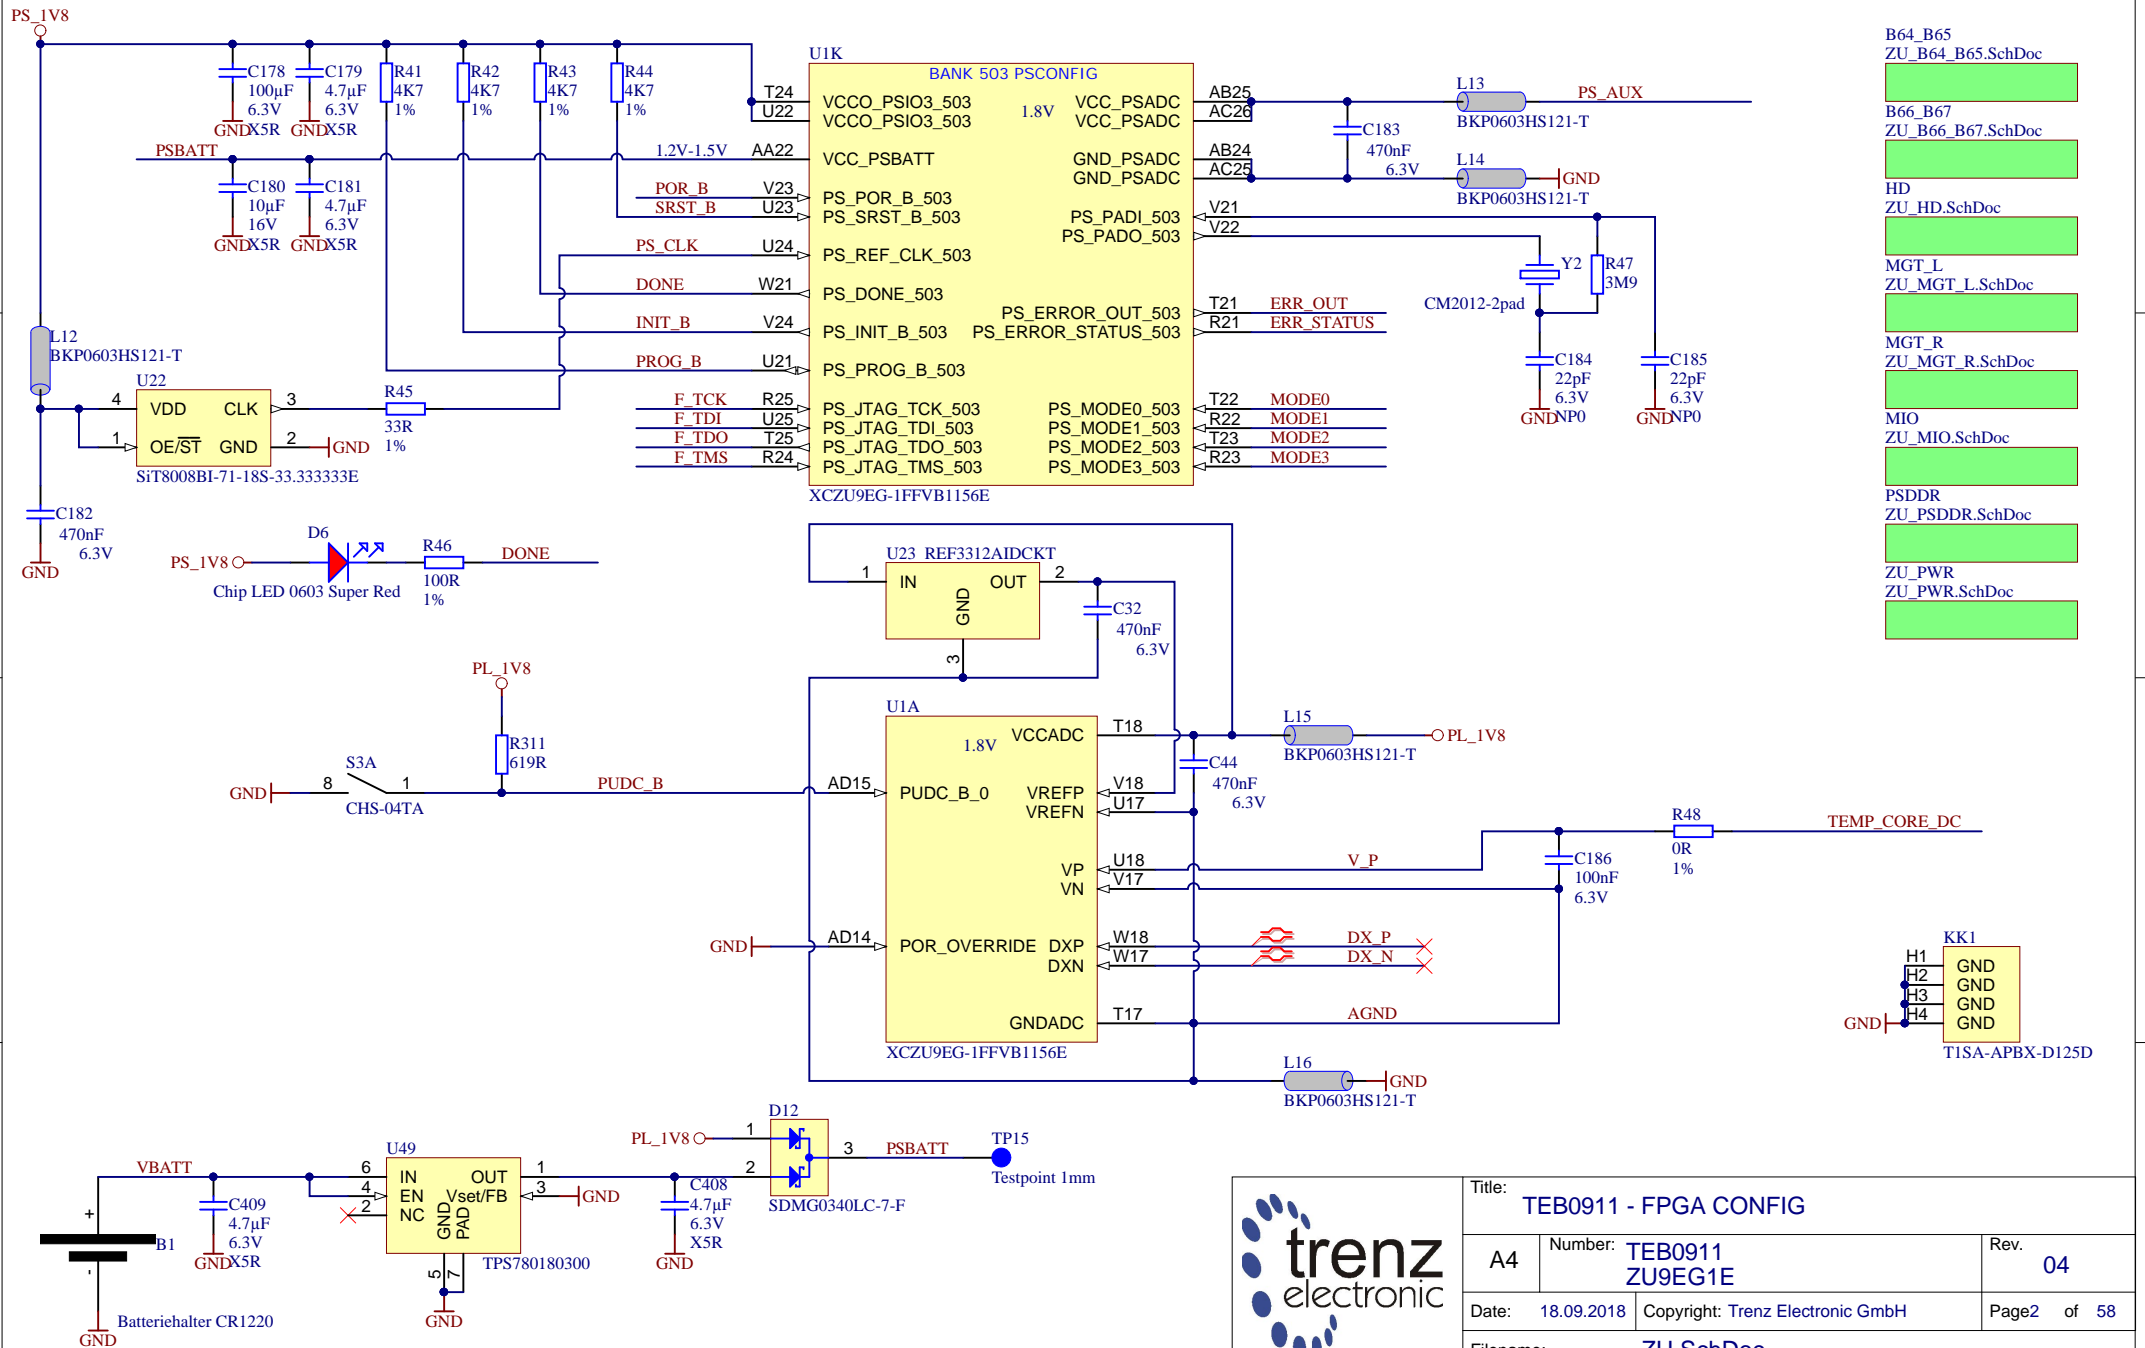 PS_1V8
C178
100µF
6.3V
X5R
GND
C179
4.7µF
6.3V
X5R
GND
R41
4K7
1%
R42
4K7
1%
R43
4K7
1%
R44
4K7
1%
PSBATT
1.2V-1.5V
C180
10µF
16V
X5R
GND
C181
4.7µF
6.3V
X5R
GND
POR_B
SRST_B
PS_CLK
DONE
INIT_B
PROG_B
F_TCK
F_TDI
F_TDO
F_TMS
U1K
BANK 503 PSCONFIG
1.8V
T24 VCCO_PSIO3_503
U22 VCCO_PSIO3_503
AA22 VCC_PSBATT
V23 PS_POR_B_503
U23 PS_SRST_B_503
U24 PS_REF_CLK_503
W21 PS_DONE_503
V24 PS_INIT_B_503
U21 PS_PROG_B_503
R25 PS_JTAG_TCK_503
U25 PS_JTAG_TDI_503
T25 PS_JTAG_TDO_503
R24 PS_JTAG_TMS_503
VCC_PSADC AB25
VCC_PSADC AC26
GND_PSADC AB24
GND_PSADC AC25
PS_PADI_503 V21
PS_PADO_503 V22
PS_ERROR_OUT_503 T21 ERR_OUT
PS_ERROR_STATUS_503 R21 ERR_STATUS
PS_MODE0_503 T22 MODE0
PS_MODE1_503 R22 MODE1
PS_MODE2_503 T23 MODE2
PS_MODE3_503 R23 MODE3
XCZU9EG-1FFVB1156E
L13
BKP0603HS121-T
PS_AUX
C183
470nF
6.3V
L14
BKP0603HS121-T
GND
Y2
CM2012-2pad
R47
3M9
C184
22pF
6.3V
NP0
GND
C185
22pF
6.3V
NP0
GND
B64_B65
ZU_B64_B65.SchDoc
B66_B67
ZU_B66_B67.SchDoc
HD
ZU_HD.SchDoc
MGT_L
ZU_MGT_L.SchDoc
MGT_R
ZU_MGT_R.SchDoc
MIO
ZU_MIO.SchDoc
PSDDR
ZU_PSDDR.SchDoc
ZU_PWR
ZU_PWR.SchDoc
L12
BKP0603HS121-T
U22
4 VDD CLK 3
1 OE/ST GND 2
GND
SiT8008BI-71-18S-33.333333E
R45
33R
1%
C182
470nF
6.3V
GND
PS_1V8
D6
Chip LED 0603 Super Red
R46
100R
1%
DONE
U23 REF3312AIDCKT
1 IN OUT 2
GND
3
C32
470nF
6.3V
PL_1V8
R311
619R
S3A
GND 8 1
CHS-04TA
PUDC_B
U1A
1.8V
AD15 PUDC_B_0
GND AD14 POR_OVERRIDE
VCCADC T18
VREFP V18
VREFN U17
VP U18
VN V17
DXP W18
DXN W17
GNDADC T17
XCZU9EG-1FFVB1156E
L15
BKP0603HS121-T
PL_1V8
C44
470nF
6.3V
V_P
C186
100nF
6.3V
R48
0R
1%
TEMP_CORE_DC
DX_P
DX_N
AGND
L16
BKP0603HS121-T
GND
KK1
H1 GND
H2 GND
H3 GND
H4 GND
GND
T1SA-APBX-D125D
VBATT
+
-
B1
Batteriehalter CR1220
GND
C409
4.7µF
6.3V
X5R
GND
U49
6 IN OUT 1
4 EN Vset/FB 3
2 NC
GND
PAD
5
7
GND
GND
TPS780180300
C408
4.7µF
6.3V
X5R
GND
D12
PL_1V8 1
2
3
SDMG0340LC-7-F
PSBATT
TP15
Testpoint 1mm
trenz
electronic
Title:
TEB0911 - FPGA CONFIG
A4
Number: TEB0911
ZU9EG1E
Rev.
04
Date: 18.09.2018
Copyright: Trenz Electronic GmbH
Page2 of 58
Filename: ZU.SchDoc